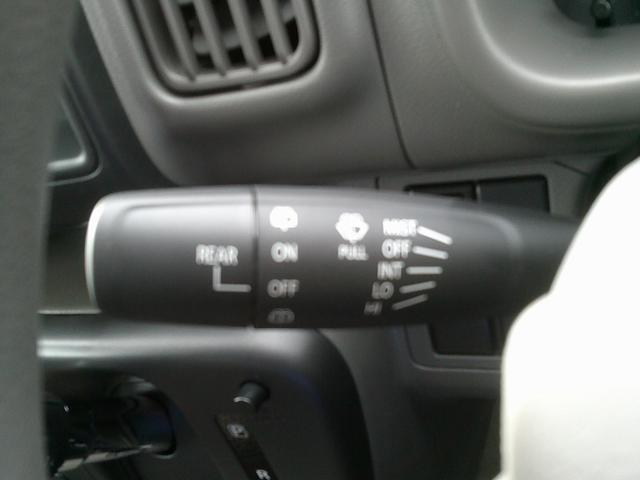 REAR
ON
OFF
PULL
MIST
OFF
INT
LO
HI
R